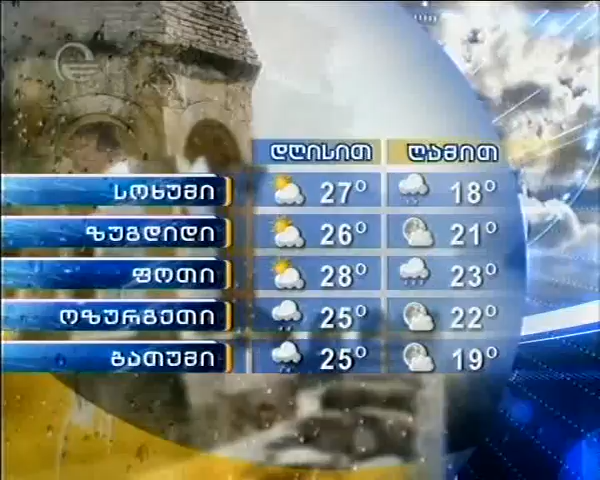 დღისით ღამით
სოხუმი 27° 18°
ზუგდიდი 26° 21°
ფოთი 28° 23°
ოზურგეთი 25° 22°
ბათუმი 25° 19°